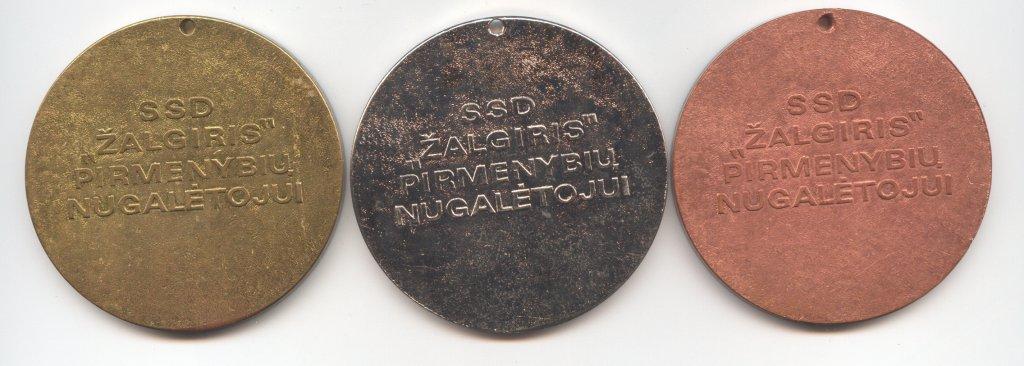 SSD
„ŽALGIRIS"
PIRMENYBIŲ
NUGALĖTOJUI
SSD
„ŽALGIRIS"
PIRMENYBIŲ
NUGALĖTOJUI
SSD
„ŽALGIRIS"
PIRMENYBIŲ
NUGALĖTOJUI